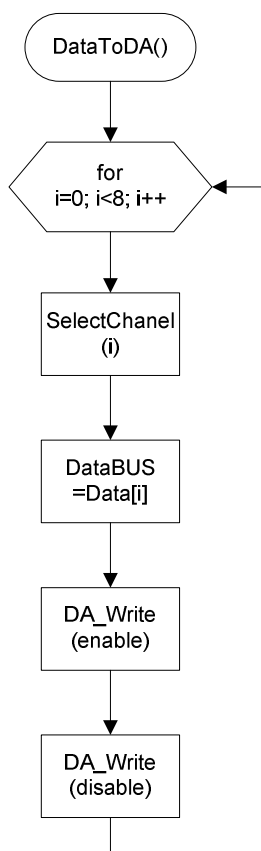 DataToDA()
for
i=0; i<8; i++
SelectChanel
(i)
DataBUS
=Data[i]
DA_Write
(enable)
DA_Write
(disable)